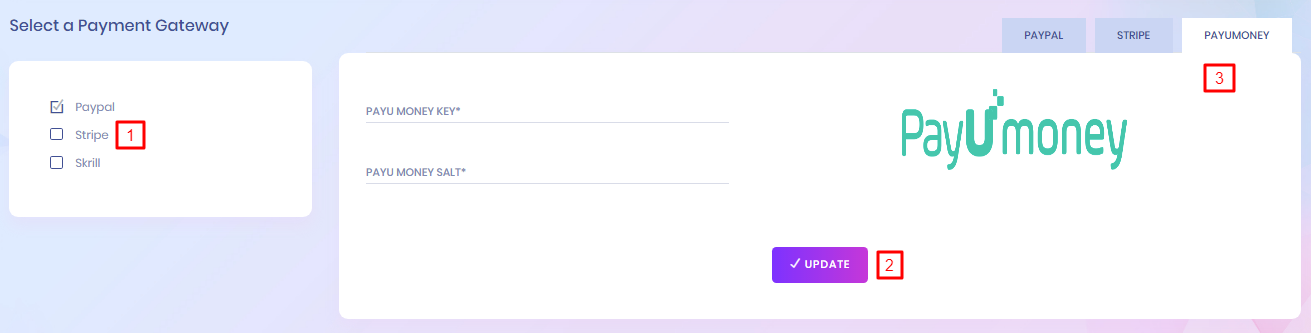 Select a Payment Gateway
PAYPAL
STRIPE
PAYUMONEY
3
Paypal
Stripe
1
Skrill
PAYU MONEY KEY*
PayUmoney
PAYU MONEY SALT*
UPDATE
2